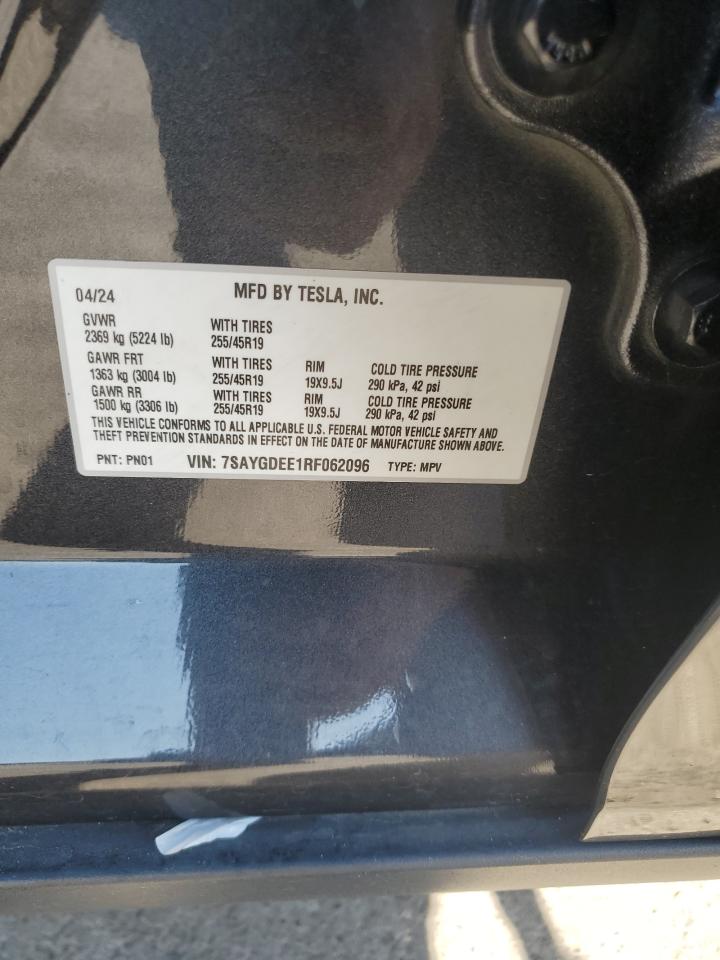 04/24 MFD BY TESLA, INC.
GVWR WITH TIRES
2369 kg (5224 lb) 255/45R19
GAWR FRT WITH TIRES RIM COLD TIRE PRESSURE
1363 kg (3004 lb) 255/45R19 19X9.5J 290 kPa, 42 psi
GAWR RR WITH TIRES RIM COLD TIRE PRESSURE
1500 kg (3306 lb) 255/45R19 19X9.5J 290 kPa, 42 psi
THIS VEHICLE CONFORMS TO ALL APPLICABLE U.S. FEDERAL MOTOR VEHICLE SAFETY AND
THEFT PREVENTION STANDARDS IN EFFECT ON THE DATE OF MANUFACTURE SHOWN ABOVE.
PNT: PN01 VIN: 7SAYGDEE1RF062096 TYPE: MPV